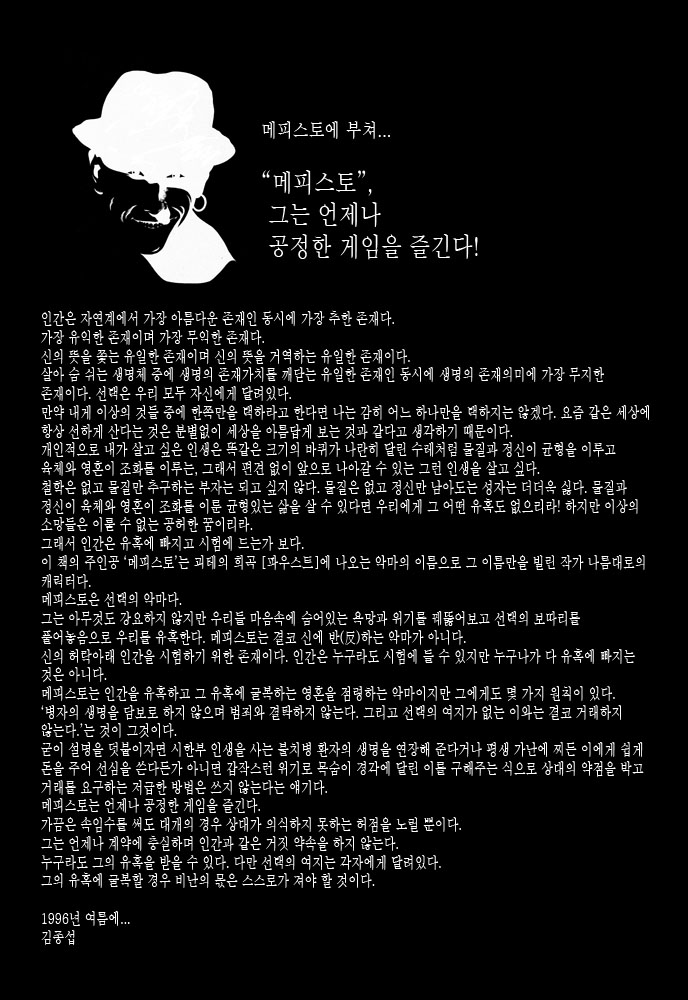 메피스토에 부쳐...
“메피스토”,
그는 언제나
공정한 게임을 즐긴다!
인간은 자연계에서 가장 아름다운 존재인 동시에 가장 추한 존재다.
가장 유익한 존재이며 가장 무익한 존재다.
신의 뜻을 쫓는 유일한 존재이며 신의 뜻을 거역하는 유일한 존재이다.
살아 숨 쉬는 생명체 중에 생명의 존재가치를 깨닫는 유일한 존재인 동시에 생명의 존재의미에 가장 무지한
존재이다. 선택은 우리 모두 자신에게 달려있다.
만약 내게 이상의 것들 중에 한쪽만을 택하라고 한다면 나는 감히 어느 하나만을 택하지는 않겠다. 요즘 같은 세상에
항상 선하게 산다는 것은 분별없이 세상을 아름답게 보는 것과 같다고 생각하기 때문이다.
개인적으로 내가 살고 싶은 인생은 똑같은 크기의 바퀴가 나란히 달린 수레처럼 물질과 정신이 균형을 이루고
육체와 영혼이 조화를 이루는, 그래서 편견 없이 앞으로 나아갈 수 있는 그런 인생을 살고 싶다.
철학은 없고 물질만 추구하는 부자는 되고 싶지 않다. 물질은 없고 정신만 남아도는 성자는 더더욱 싫다. 물질과
정신이 육체와 영혼이 조화를 이룬 균형있는 삶을 살 수 있다면 우리에게 그 어떤 유혹도 없으리라! 하지만 이상의
소망들은 이룰 수 없는 공허한 꿈이리라.
그래서 인간은 유혹에 빠지고 시험에 드는가 보다.
이 책의 주인공 ‘메피스토’는 괴테의 희곡 [파우스트]에 나오는 악마의 이름으로 그 이름만을 빌린 작가 나름대로의
캐릭터다.
메피스토은 선택의 악마다.
그는 아무것도 강요하지 않지만 우리들 마음속에 숨어있는 욕망과 위기를 꿰뚫어보고 선택의 보따리를
풀어놓음으로 우리를 유혹한다. 메피스토는 결코 신에 반(反)하는 악마가 아니다.
신의 허탁아래 인간을 시험하기 위한 존재이다. 인간은 누구라도 시험에 들 수 있지만 누구나가 다 유혹에 빠지는
것은 아니다.
메피스토는 인간을 유혹하고 그 유혹에 굴복하는 영혼을 점령하는 악마이지만 그에게도 몇 가지 원칙이 있다.
‘병자의 생명을 담보로 하지 않으며 범죄와 결탁하지 않는다. 그리고 선택의 여지가 없는 이와는 결코 거래하지
않는다.’는 것이 그것이다.
굳이 설명을 덧붙이자면 시한부 인생을 사는 불치병 환자의 생명을 연장해 준다거나 평생 가난에 찌든 이에게 쉽게
돈을 주어 선심을 쓴다든가 아니면 갑작스런 위기로 목숨이 경각에 달린 이를 구해주는 식으로 상대의 약점을 박고
거래를 요구하는 저급한 방법은 쓰지 않는다는 얘기다.
메피스토는 언제나 공정한 게임을 즐긴다.
가끔은 속임수를 써도 대개의 경우 상대가 의식하지 못하는 허점을 노릴 뿐이다.
그는 언제나 계약에 충실하며 인간과 같은 거짓 약속을 하지 않는다.
누구라도 그의 유혹을 받을 수 있다. 다만 선택의 여지는 각자에게 달려있다.
그의 유혹에 굴복할 경우 비난의 몫은 스스로가 져야 할 것이다.
1996년 여름에...
김종섭